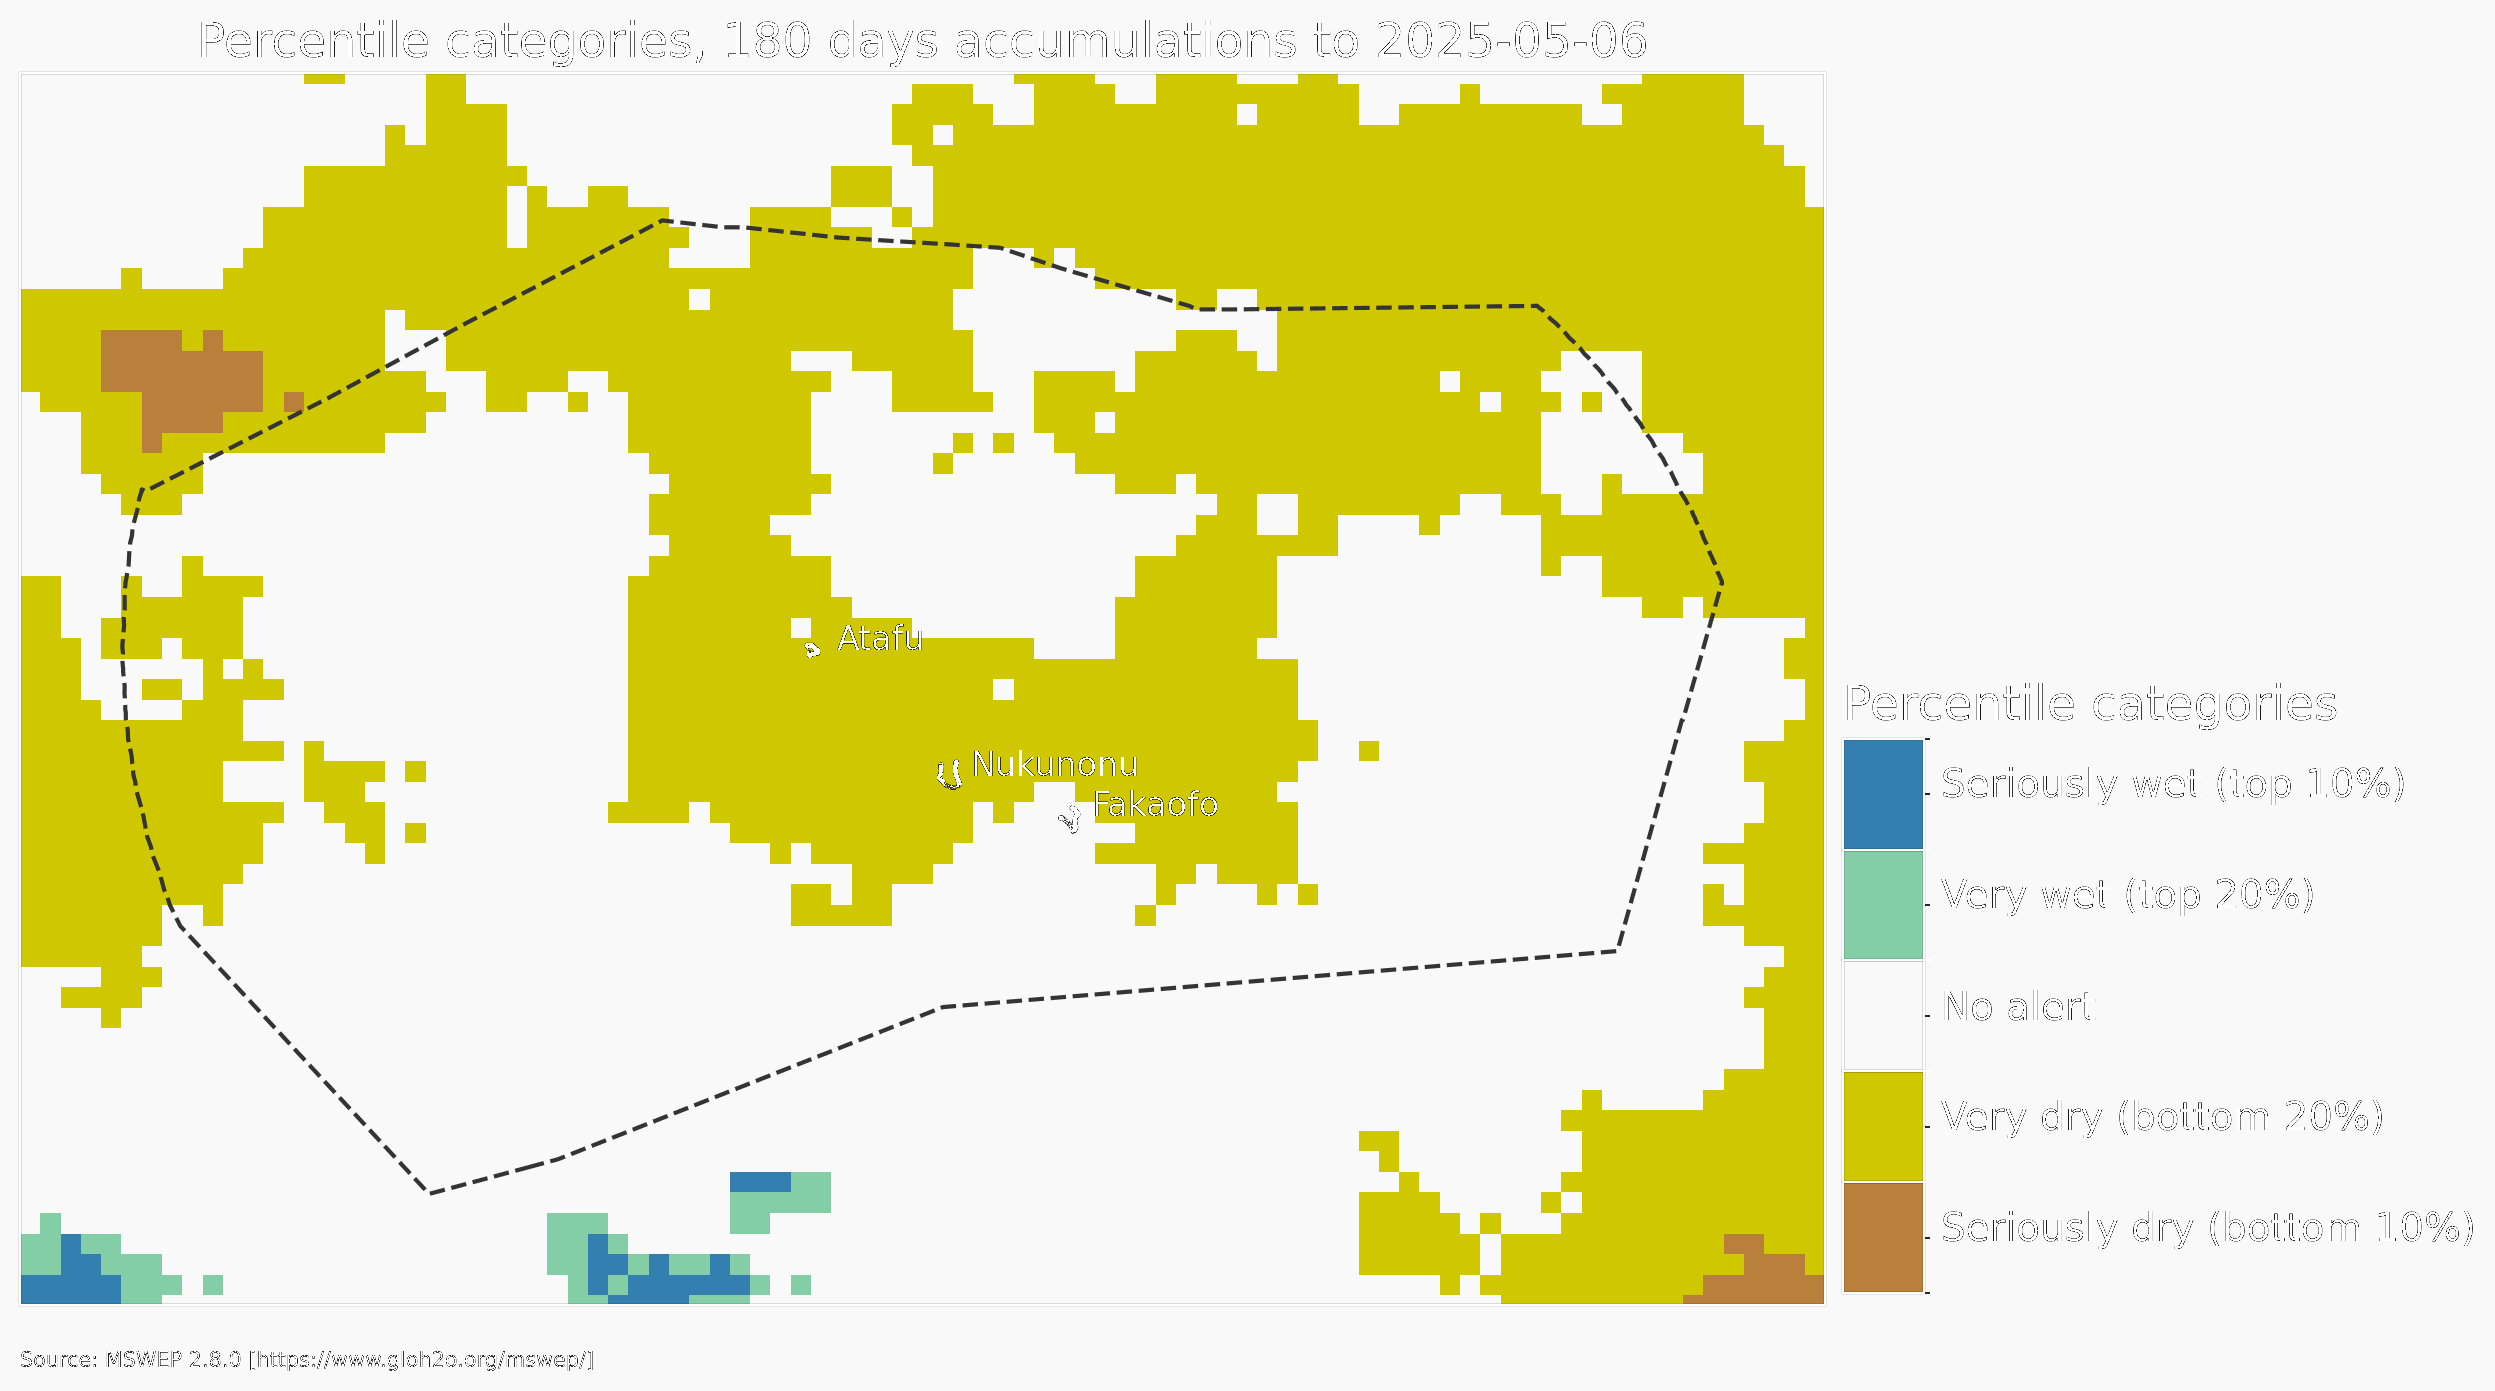 Percentile categories, 180 days accumulations to 2025-05-06
Atafu
Nukunonu
Fakaofo
Percentile categories
Seriously wet (top 10%)
Very wet (top 20%)
No alert
Very dry (bottom 20%)
Seriously dry (bottom 10%)
Source: MSWEP 2.8.0 [https://www.gloh2o.org/mswep/]